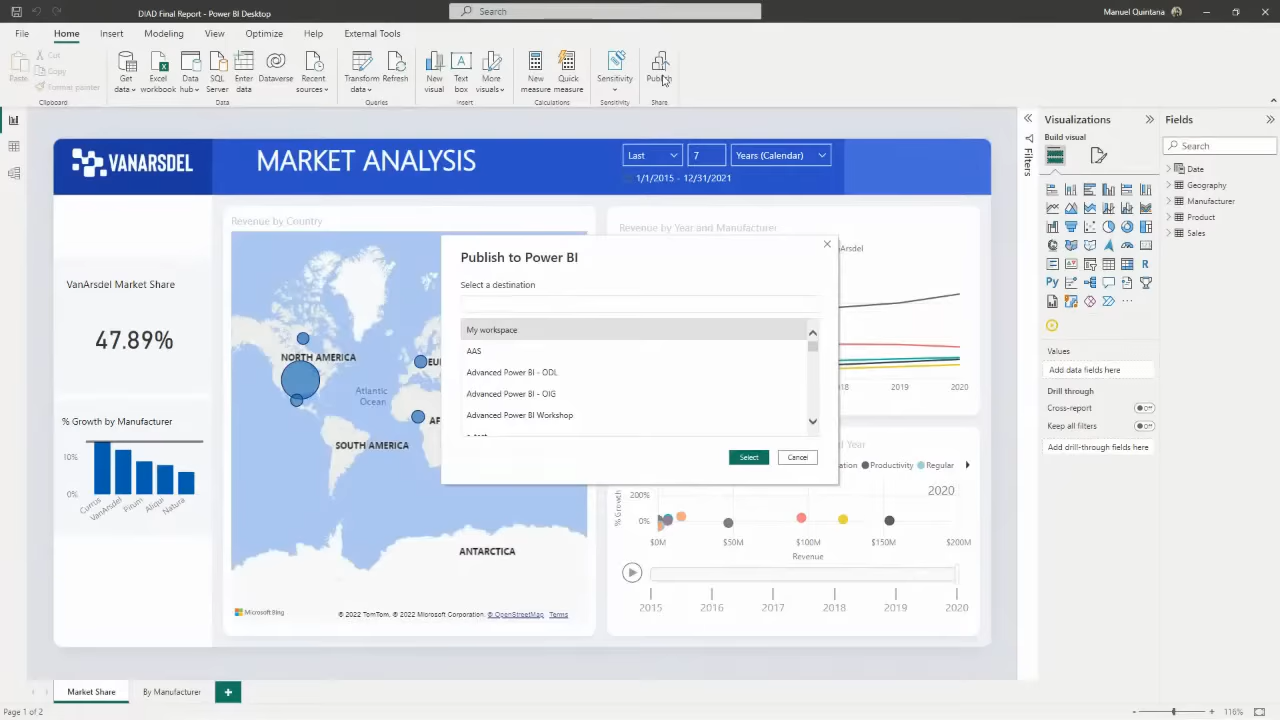 DIAD Final Report - Power BI Desktop
Search
Manuel Quintana
File Home Insert Modeling View Optimize Help External Tools
Paste
Cut
Copy
Format painter
Clipboard
Get data
Excel workbook
Data hub
SQL Server
Enter data
Dataverse
Recent sources
Data
Transform data
Refresh
Queries
New visual
Text box
More visuals
Insert
New measure
Quick measure
Calculations
Sensitivity
Sensitivity
Publish
Share
VANARSDEL
MARKET ANALYSIS
Last
7
Years (Calendar)
1/1/2015 - 12/31/2021
VanArsdel Market Share
47.89%
% Growth by Manufacturer
10%
0%
Currus
VanArsdel
Pirum
Aliqui
Natura
Revenue by Country
NORTH AMERICA
Atlantic
Ocean
SOUTH AMERICA
ANTARCTICA
Microsoft Bing
© 2022 TomTom, © 2022 Microsoft Corporation, © OpenStreetMap Terms
Revenue by Year and Manufacturer
2019
2020
Publish to Power BI
Select a destination
My workspace
AAS
Advanced Power BI - ODL
Advanced Power BI - OIG
Advanced Power BI Workshop
Select
Cancel
Year
Productivity
Regular
2020
% Growth
200%
0%
$0M
$50M
$100M
$150M
$200M
Revenue
2015
2016
2017
2018
2019
2020
Filters
Visualizations
Build visual
R
Py
Values
Add data fields here
Drill through
Cross-report
Off
Keep all filters
Off
Add drill-through fields here
Fields
Search
Date
Geography
Manufacturer
Product
Sales
Market Share
By Manufacturer
Page 1 of 2
116%